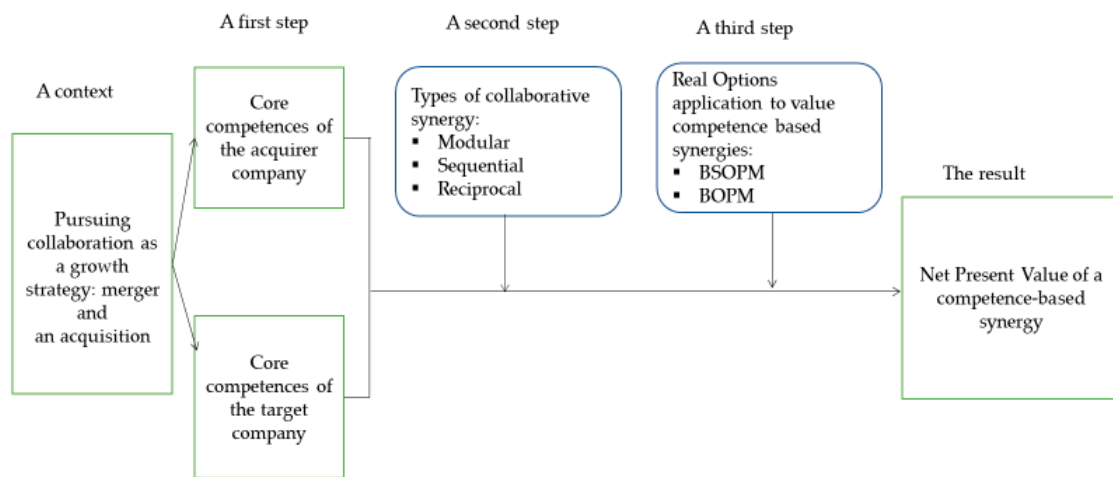 A context
Pursuing
collaboration as
a growth
strategy: merger
and
an acquisition
A first step
Core
competences of
the acquirer
company
Core
competences of
the target
company
A second step
Types of collaborative
synergy:
▪ Modular
▪ Sequential
▪ Reciprocal
A third step
Real Options
application to value
competence based
synergies:
▪ BSOPM
▪ BOPM
The result
Net Present Value of a
competence-based
synergy